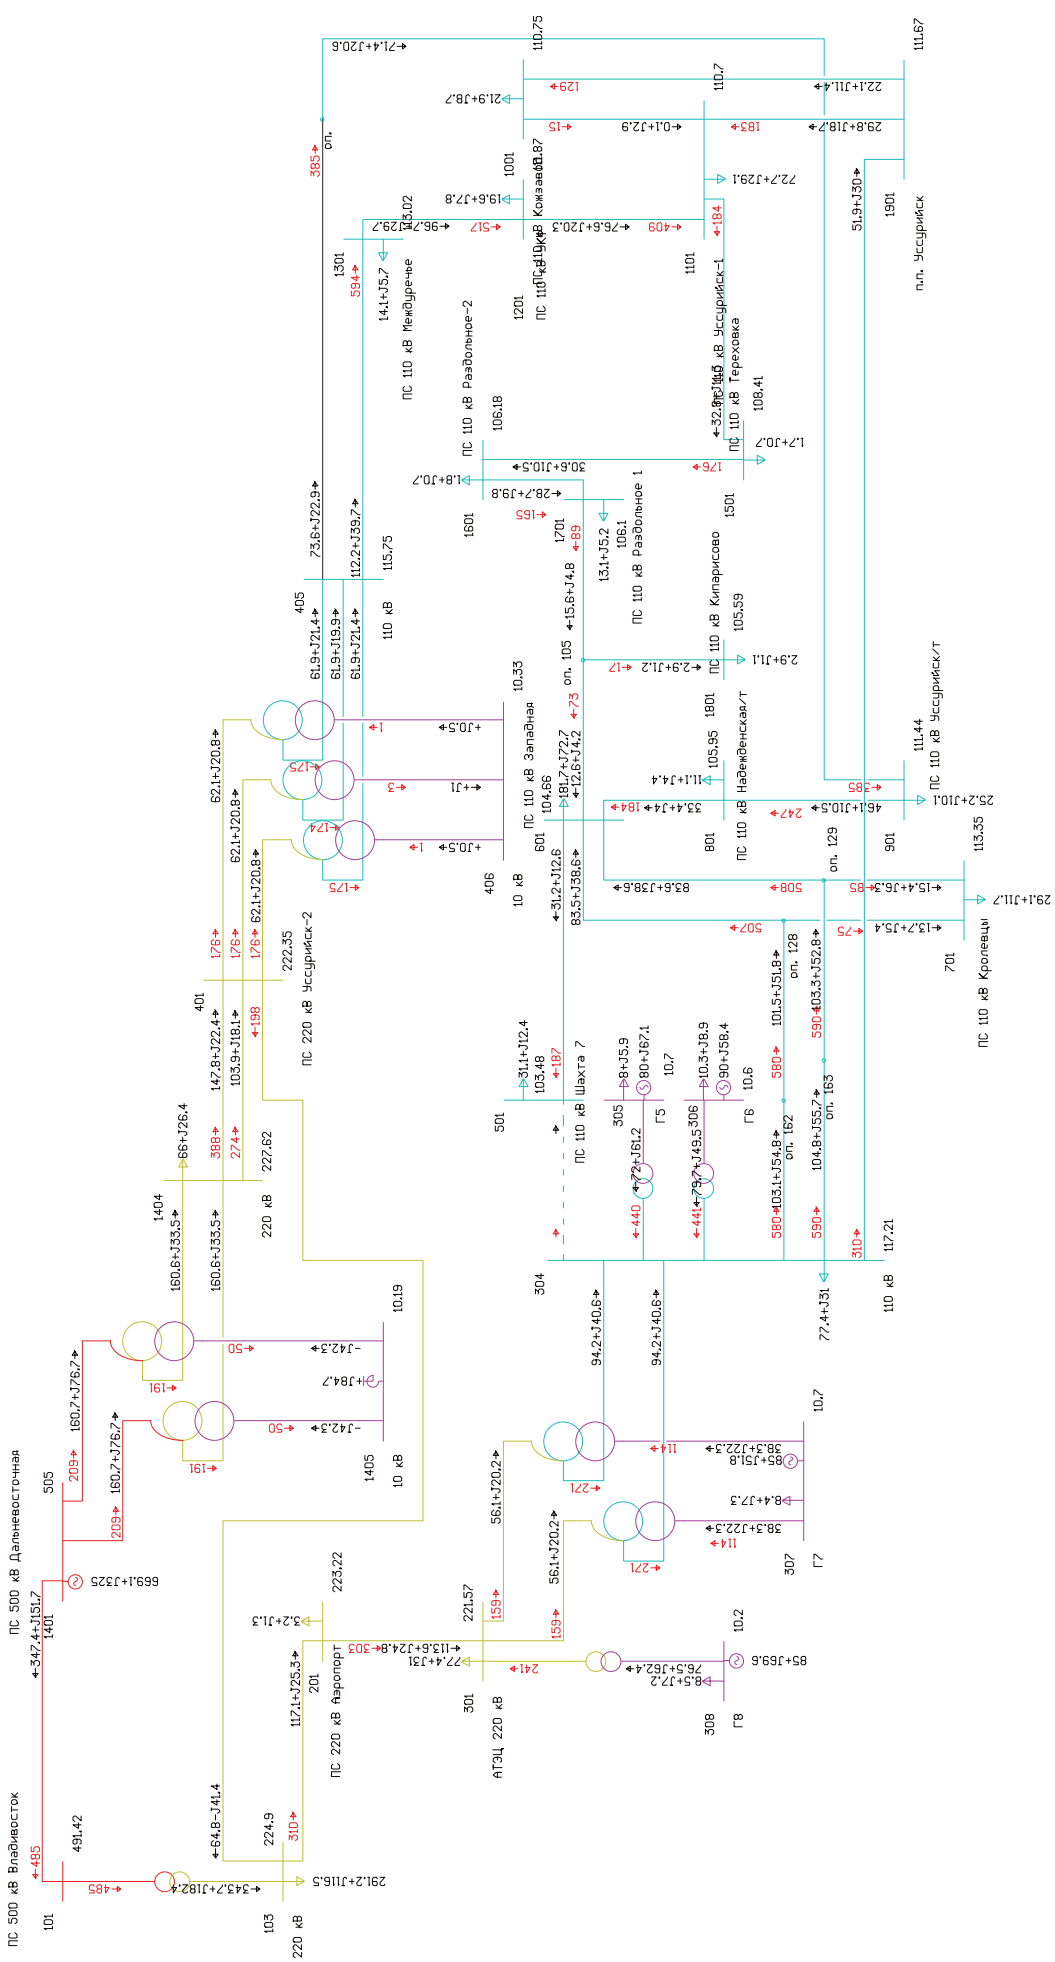 ПС 500 кВ Владивосток
101
491.42
←485
←485
343.7+J182.4→
103
220 кВ
224.9
291.2+J116.5
310→
←64.8-J41.4
←347.4+J151.7
ПС 500 кВ Дальневосточная
1401
505
669.1+J325
209→
209→
160.7+J76.7→
160.7+J76.7→
191→
191→
50→
50→
-J42.3→
-J42.3→
+J84.7
1405
10 кВ
10.19
160.6+J33.5→
160.6+J33.5→
1404
220 кВ
227.62
66+J26.4
388→
274→
147.8+J22.4→
103.9+J18.1→
←198
401
ПС 220 кВ Уссурийск-2
222.35
176→
176→
176→
62.1+J20.8→
62.1+J20.8→
62.1+J20.8→
175→
174→
175→
1→
3→
1→
+J0.5→
+J1→
+J0.5→
406
10 кВ
10.33
61.9+J21.4→
61.9+J19.9→
61.9+J21.4→
405
110 кВ
115.75
73.6+J22.9→
112.2+J39.7→
385→
оп.
71.4+J20.6→
594→
1301
ПС 110 кВ Междуречье
113.02
14.1+J5.7
96.7+J29.7→
517→
1201
ПС 110 кВ УКФ
19.6+J7.8
76.6+J20.3→
409→
1001
ПС 110 кВ Кожзавод
110.75
21.9+J8.7
129→
15→
0.1+J2.9→
183→
22.1+J11.4→
29.8+J18.7→
1101
ПС 110 кВ Уссурийск-1
110.7
72.7+J29.1
←184
←32.8+J11.3
1901
п.п. Уссурийск
111.67
51.9+J30→
1501
ПС 110 кВ Тереховка
108.41
1.7+J0.7
176→
30.6+J10.5→
1601
ПС 110 кВ Раздольное-2
106.18
1.8+J0.7
28.7+J9.8→
165→
1701
ПС 110 кВ Раздольное 1
106.1
13.1+J5.2
←89
←15.6+J4.8
оп. 105
17→
2.9+J1.2→
1801
ПС 110 кВ Кипарисово
105.59
2.9+J1.1
←73
←12.6+J4.2
601
ПС 110 кВ Западная
104.66
181.7+J72.7
←31.2+J12.6
83.5+J38.6→
801
ПС 110 кВ Надежденская/т
105.95
11.1+J4.4
184→
33.4+J4→
247→
46.1+J10.5→
385→
901
ПС 110 кВ Уссурийск/т
111.44
25.2+J10.1
83.6+J38.6→
508→
507→
оп. 129
85→
75→
15.4+J6.3→
13.7+J5.4→
701
ПС 110 кВ Кролевцы
113.35
29.1+J11.7
оп. 128
101.5+J51.8→
103.3+J52.8→
580→
590→
оп. 162
оп. 163
103.1+J54.8→
104.8+J55.7→
580→
590→
310→
501
ПС 110 кВ Шахта 7
103.48
31.1+J12.4
←187
305
Г5
10.7
8+J5.9
80+J67.1
←72+J61.2
←440
306
Г6
10.6
10.3+J8.9
90+J58.4
←79.7+J49.5
←441
304
110 кВ
117.21
77.4+J31
94.2+J40.6→
94.2+J40.6→
271→
271→
114→
114→
38.3+J22.3→
38.3+J22.3→
85+J51.8
8.4+J7.3
307
Г7
10.7
56.1+J20.2→
56.1+J20.2→
159→
159→
301
АТЭЦ 220 кВ
221.57
77.4+J31
113.6+J24.8→
303→
241→
76.5+J62.4→
8.5+J7.2
85+J69.6
308
Г8
10.2
201
ПС 220 кВ Аэропорт
223.22
3.2+J1.3
117.1+J25.3→